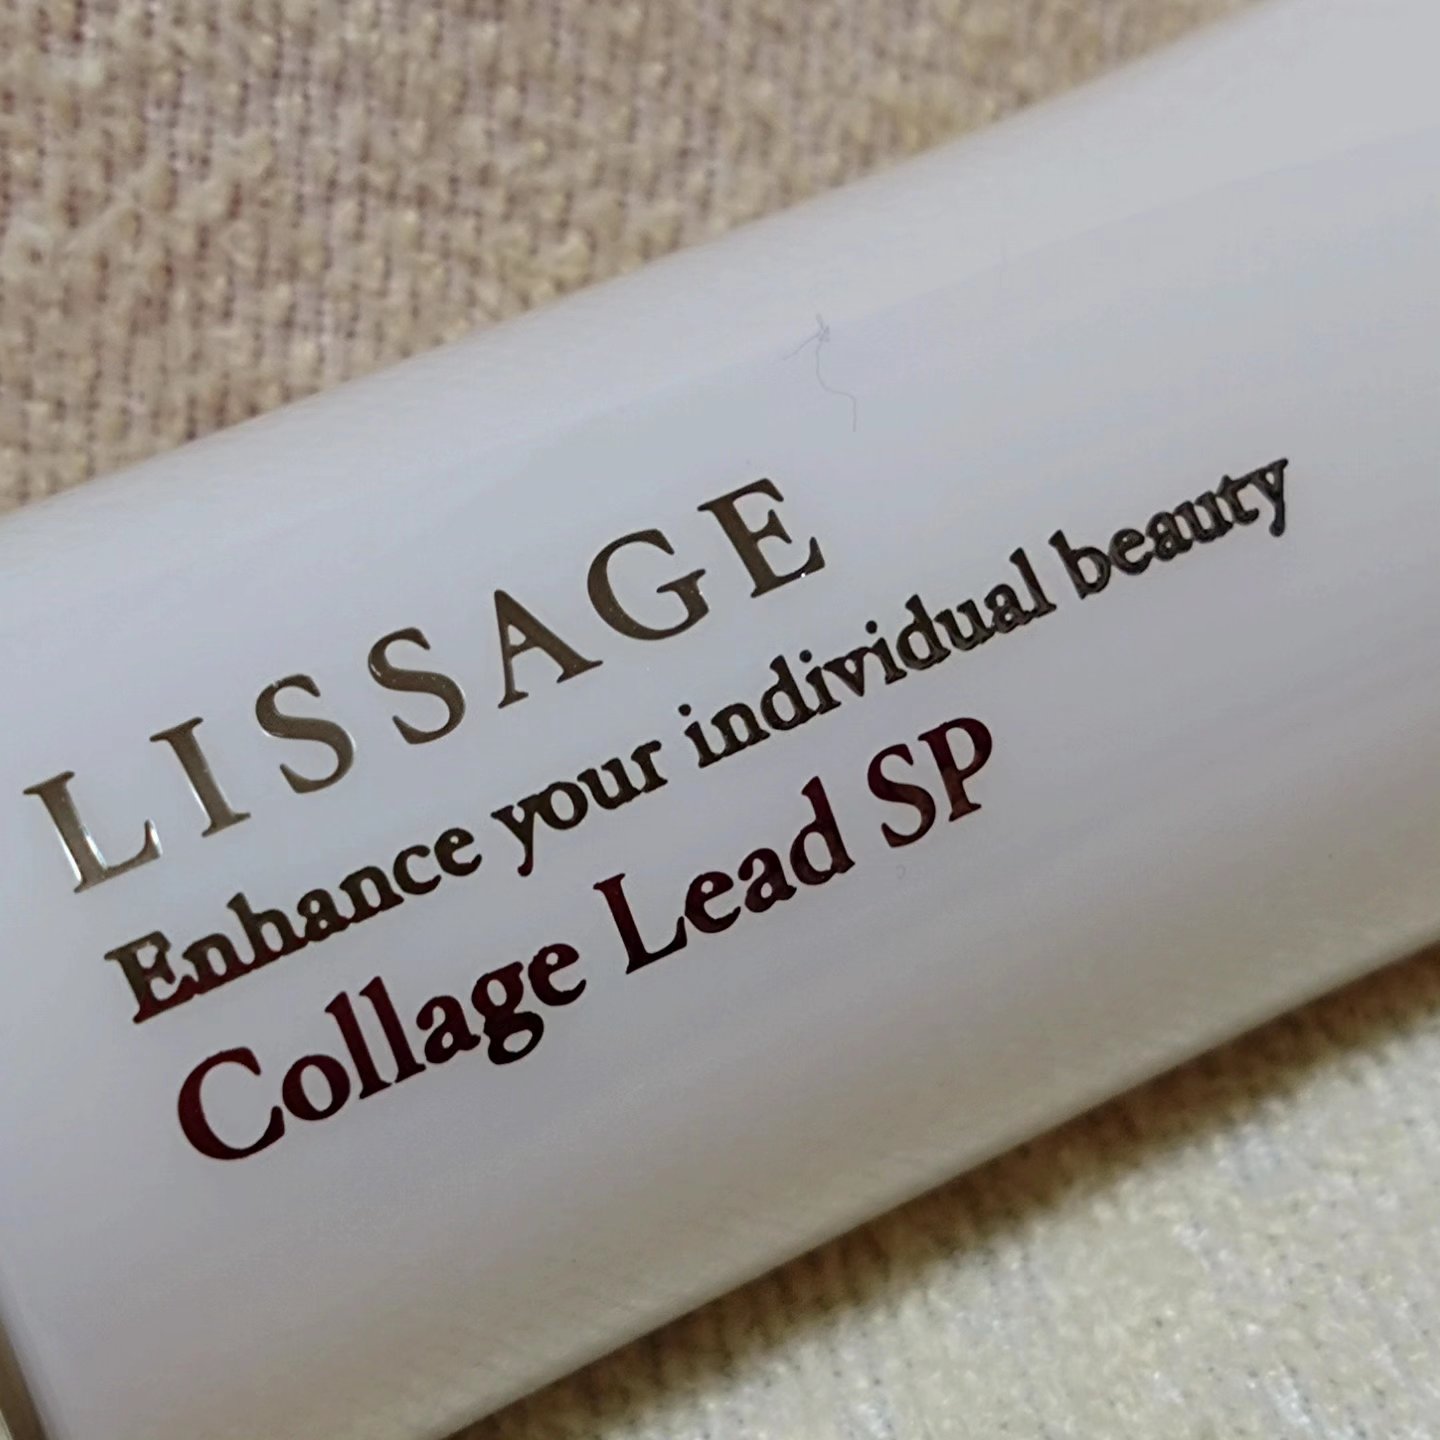 LISSAGE
Enhance your individual beauty
Collage Lead SP